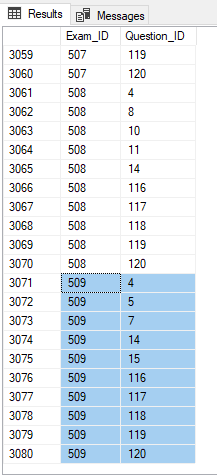 Results Messages
Exam_ID Question_ID
3059 507 119
3060 507 120
3061 508 4
3062 508 8
3063 508 10
3064 508 11
3065 508 14
3066 508 116
3067 508 117
3068 508 118
3069 508 119
3070 508 120
3071 509 4
3072 509 5
3073 509 7
3074 509 14
3075 509 15
3076 509 116
3077 509 117
3078 509 118
3079 509 119
3080 509 120